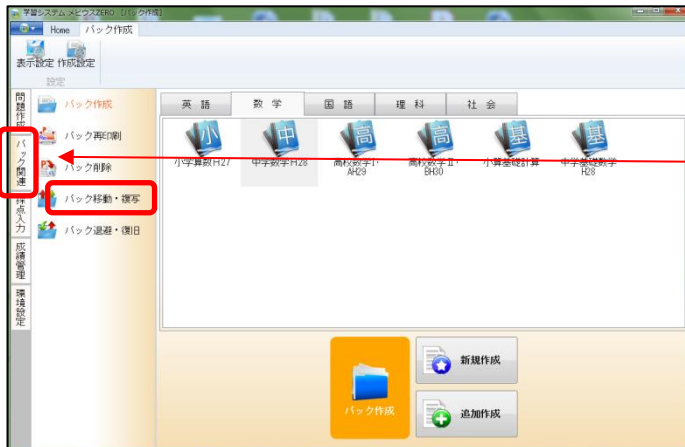 学習システム メビウスZERO - [パック作成]
Home パック作成
表示設定 作成設定
設定
問題作成
パック関連
採点入力
成績管理
環境設定
パック作成
パック再印刷
パック削除
パック移動・複写
パック退避・復旧
英語 数学 国語 理科 社会
小 中 高 高 基 基
小学算数H27 中学数学H28 高校数学Ⅰ・AH29 高校数学Ⅱ・BH30 小算基礎計算 中学基礎数学H28
パック作成
新規作成
追加作成